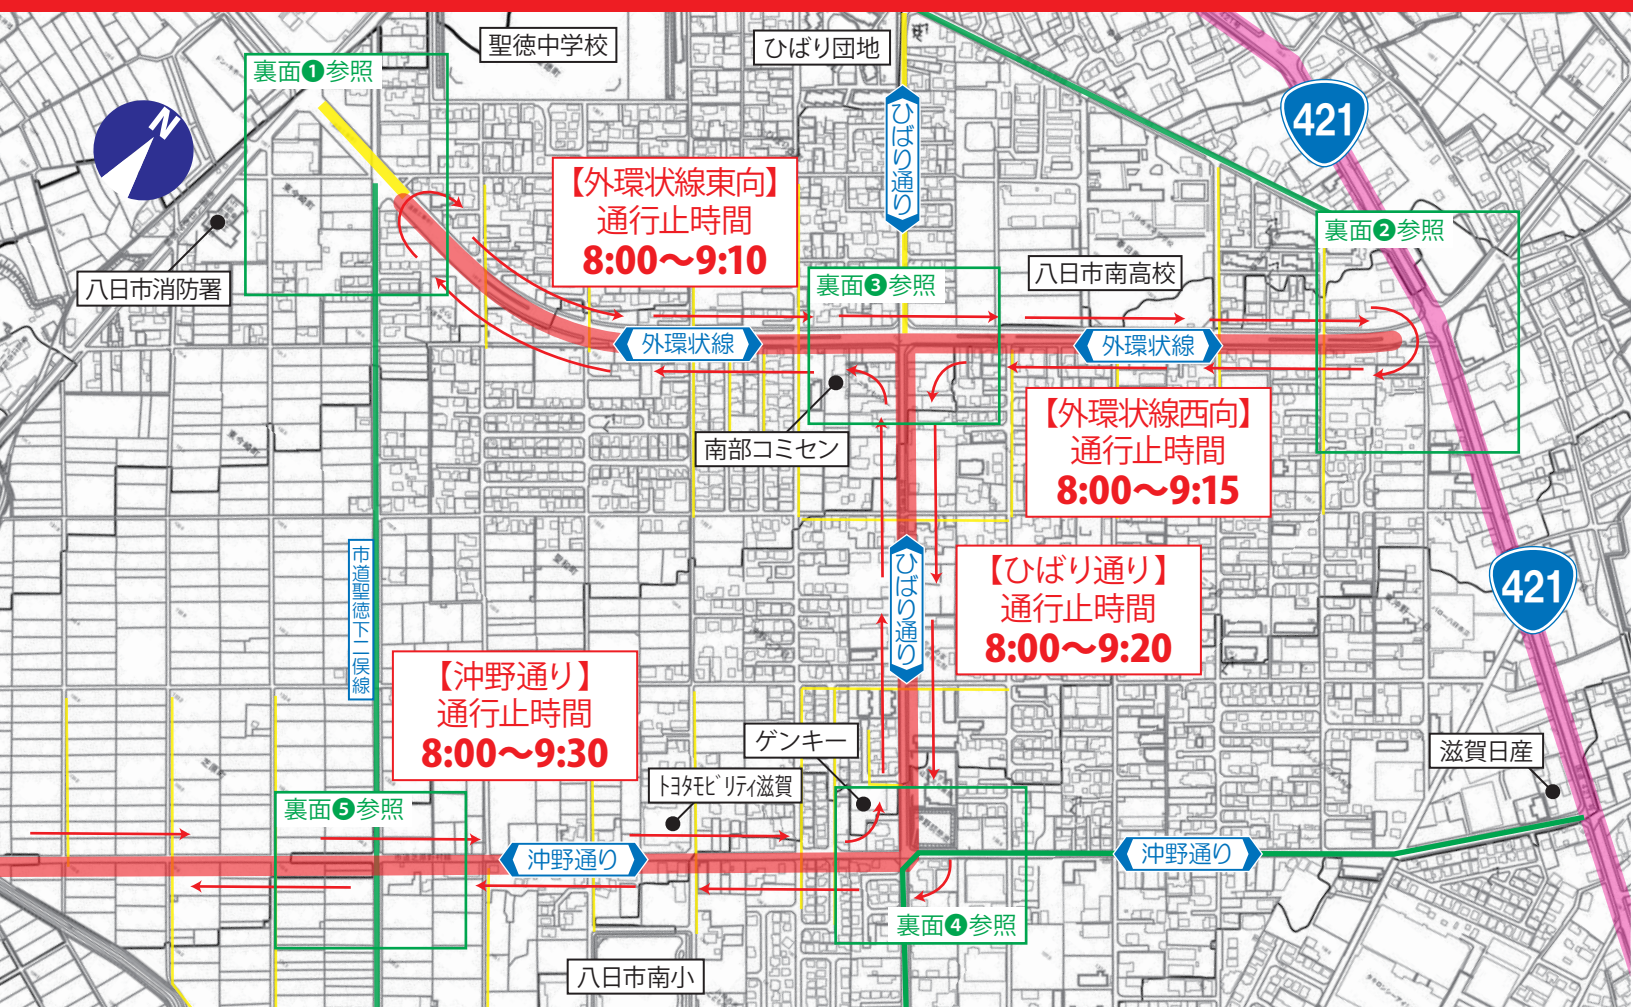 聖徳中学校
ひばり団地
裏面❶参照
N
421
ひばり通り
【外環状線東向】
通行止時間
8:00〜9:10
裏面❷参照
八日市消防署
裏面❸参照
八日市南高校
外環状線
外環状線
南部コミセン
【外環状線西向】
通行止時間
8:00〜9:15
市道聖徳下二俣線
ひばり通り
【ひばり通り】
通行止時間
8:00〜9:20
421
【沖野通り】
通行止時間
8:00〜9:30
ゲンキー
滋賀日産
トヨタモビリティ滋賀
裏面❺参照
沖野通り
沖野通り
裏面❹参照
八日市南小